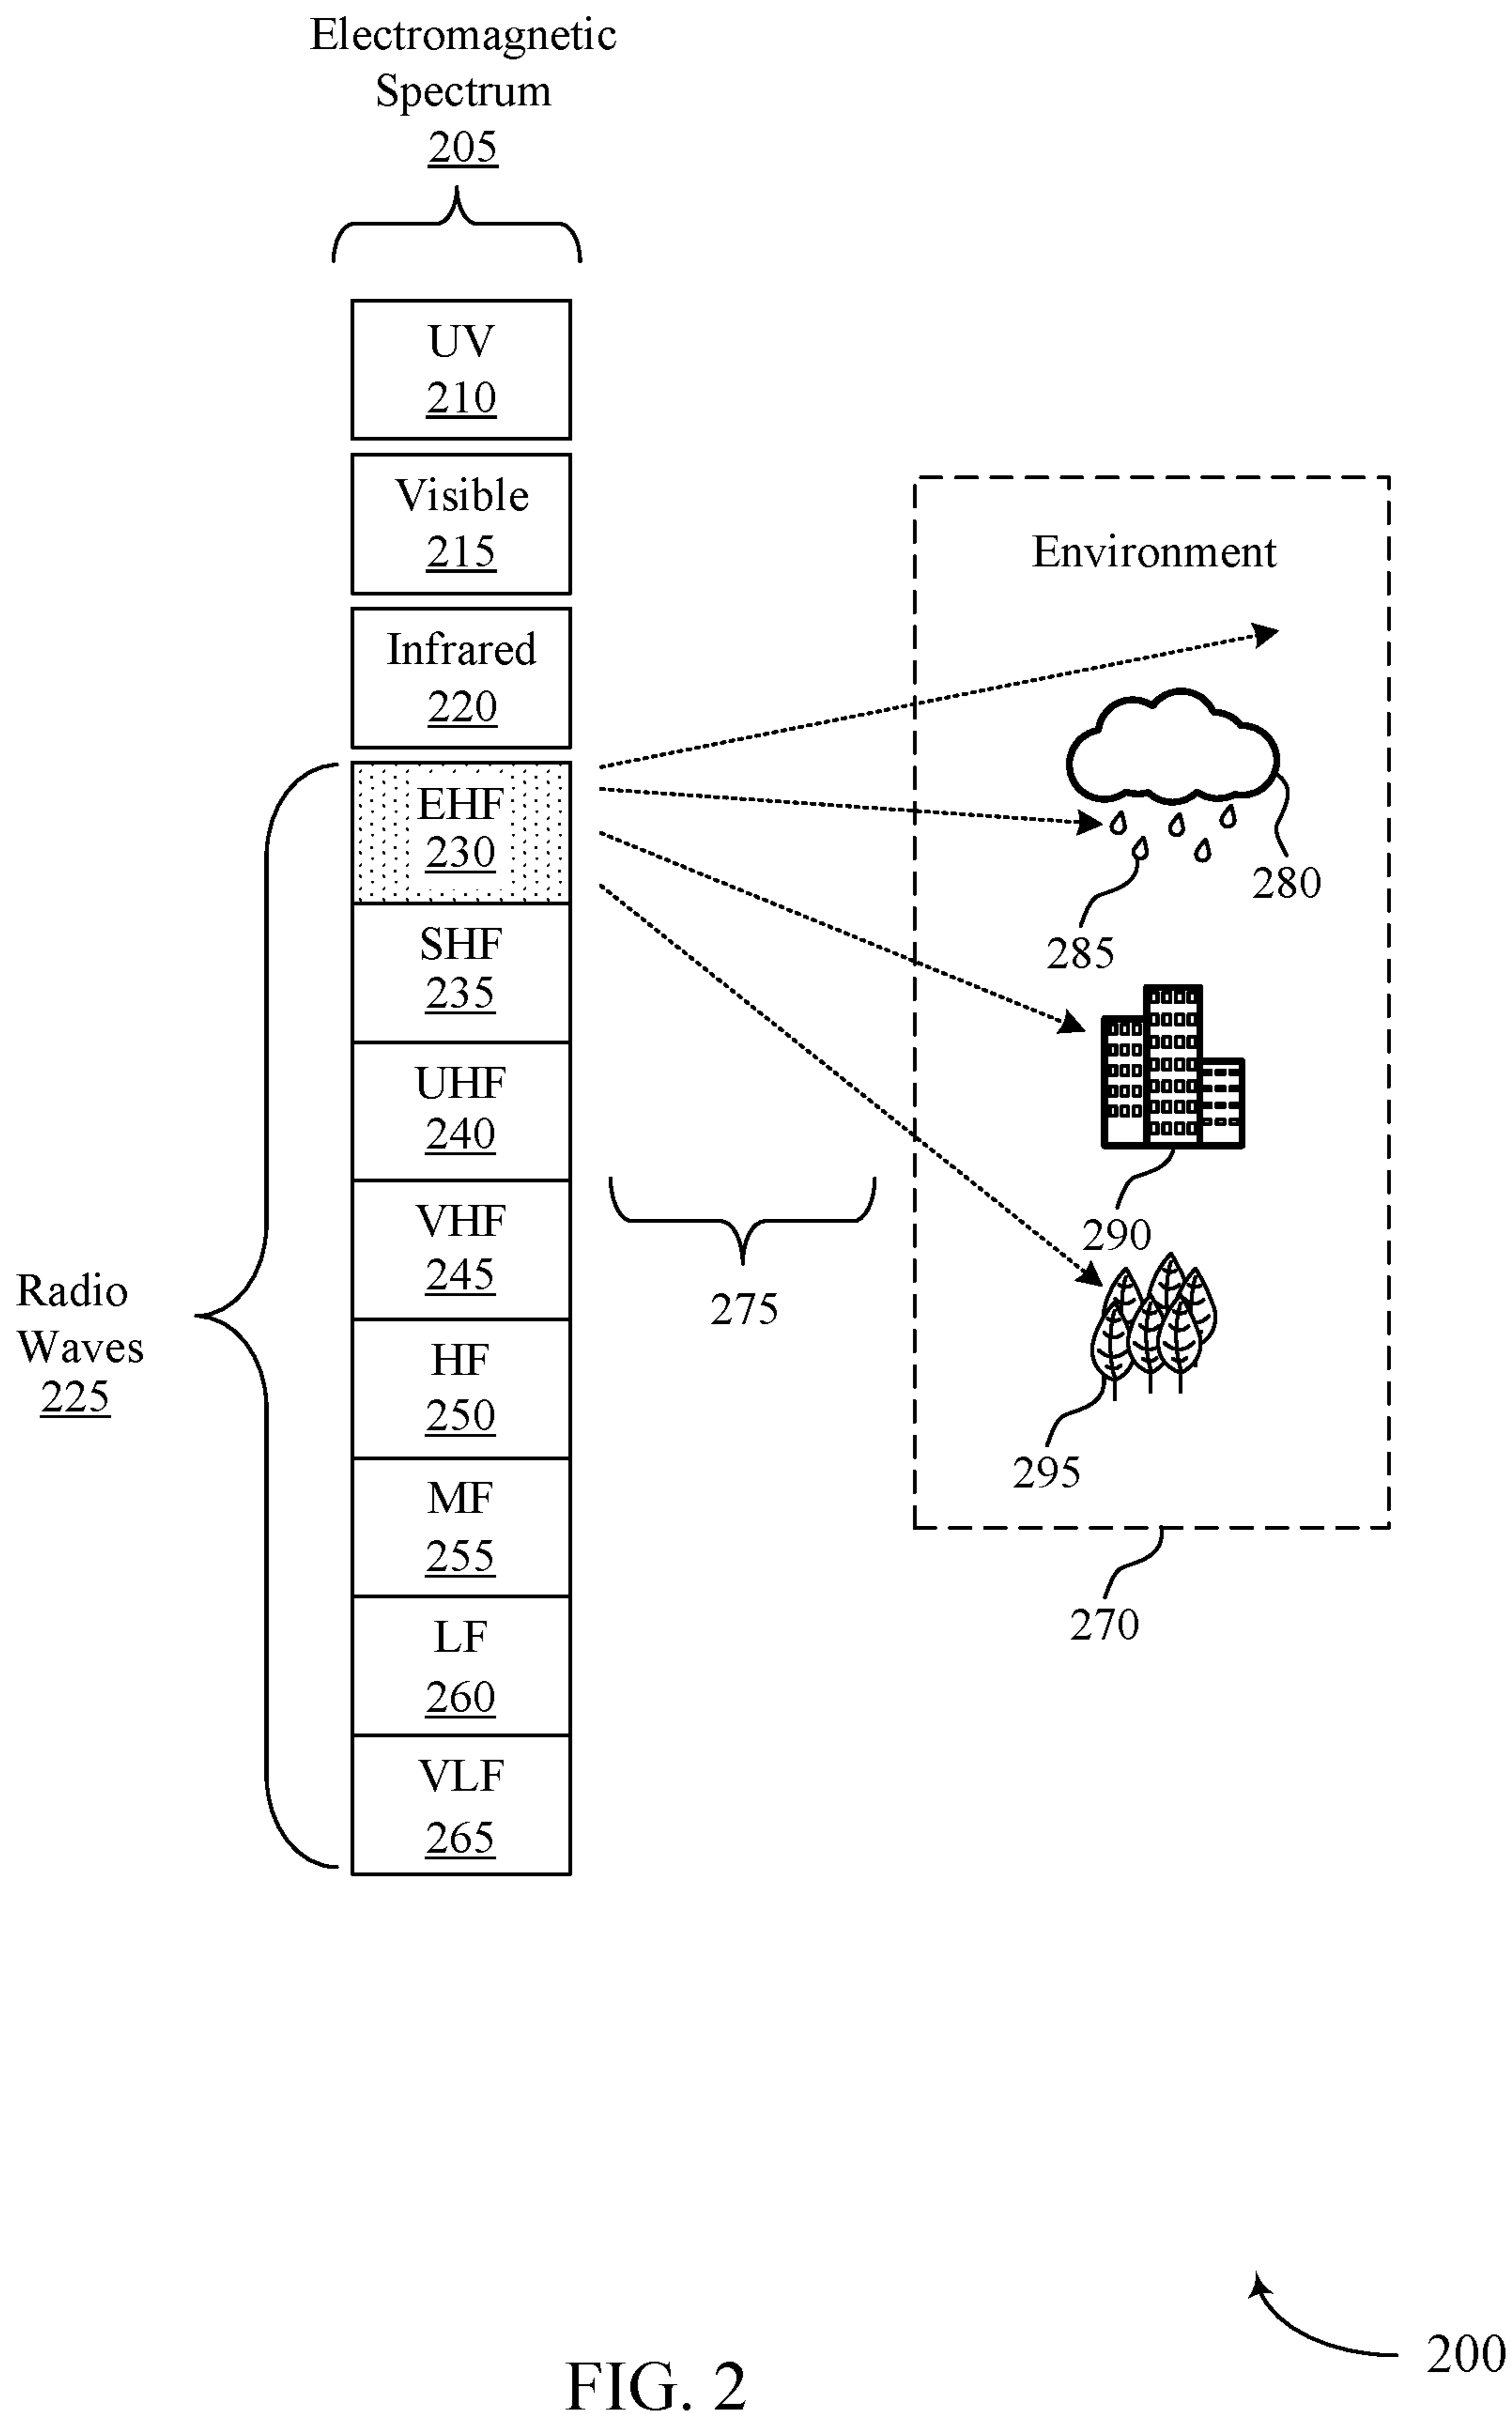 Electromagnetic
Spectrum
205
UV
210
Visible
215
Infrared
220
EHF
230
SHF
235
UHF
240
VHF
245
HF
250
MF
255
LF
260
VLF
265
Radio
Waves
225
275
Environment
280
285
290
295
270
200
FIG. 2